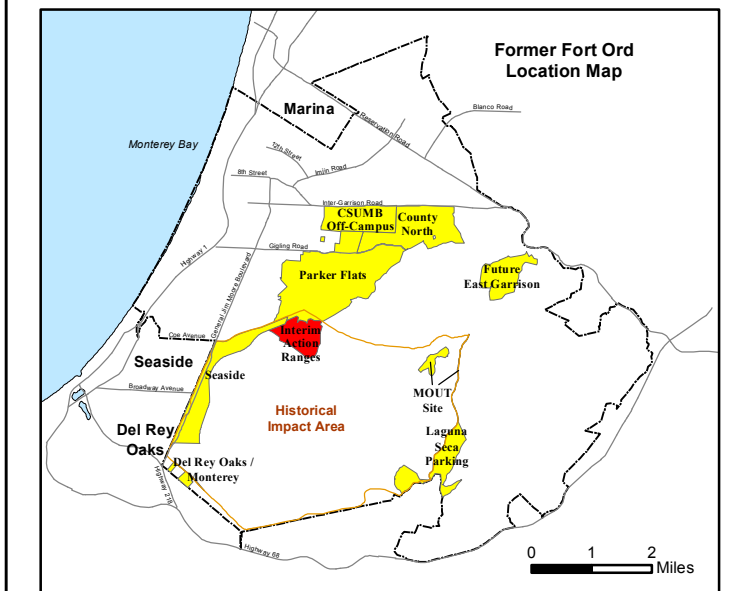 Former Fort Ord
Location Map
Marina
Blanco Road
Reservation Road
Monterey Bay
12th Street
Imjin Road
8th Street
Inter-Garrison Road
CSUMB
Off-Campus
County
North
Gigling Road
Highway 1
General Jim Moore Boulevard
Parker Flats
Future
East Garrison
Coe Avenue
Interim
Action
Ranges
Seaside
Seaside
Broadway Avenue
MOUT
Site
Historical
Impact Area
Del Rey
Oaks
Laguna
Seca
Parking
Del Rey Oaks /
Monterey
Highway 218
Highway 68
0 1 2
Miles